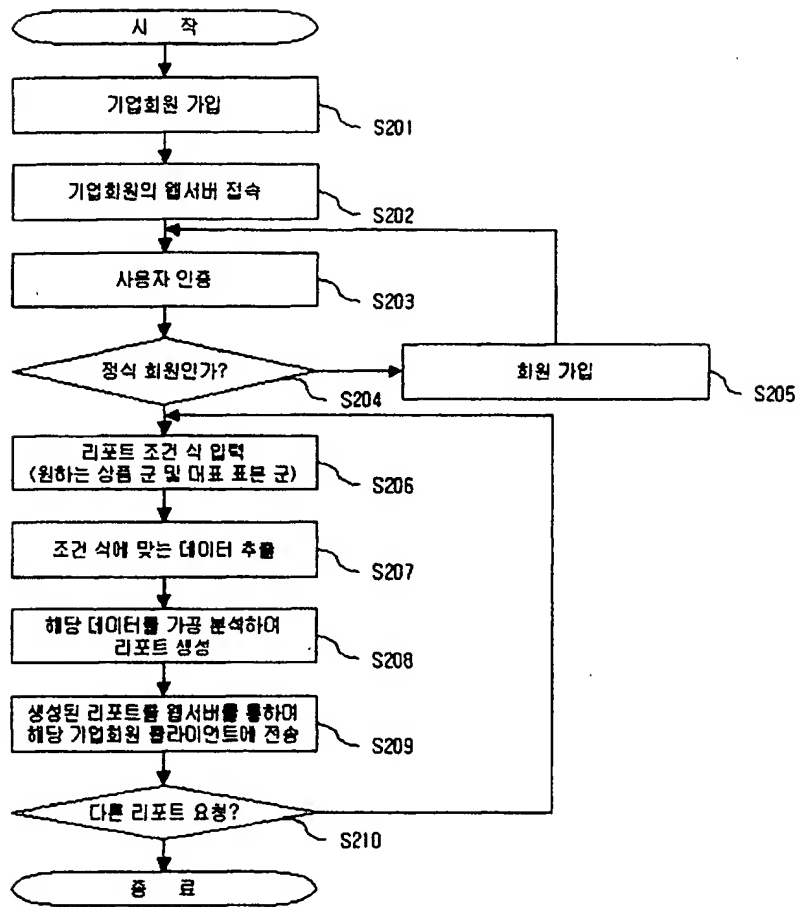 시 작
기업회원 가입
S201
기업회원의 웹서버 접속
S202
사용자 인증
S203
정식 회원인가?
S204
회원 가입
S205
리포트 조건 식 입력
(원하는 상품 군 및 대표 표본 군)
S206
조건 식에 맞는 데이터 추출
S207
해당 데이터를 가공 분석하여
리포트 생성
S208
생성된 리포트를 웹서버를 통하여
해당 기업회원 클라이언트에 전송
S209
다른 리포트 요청?
S210
종 료